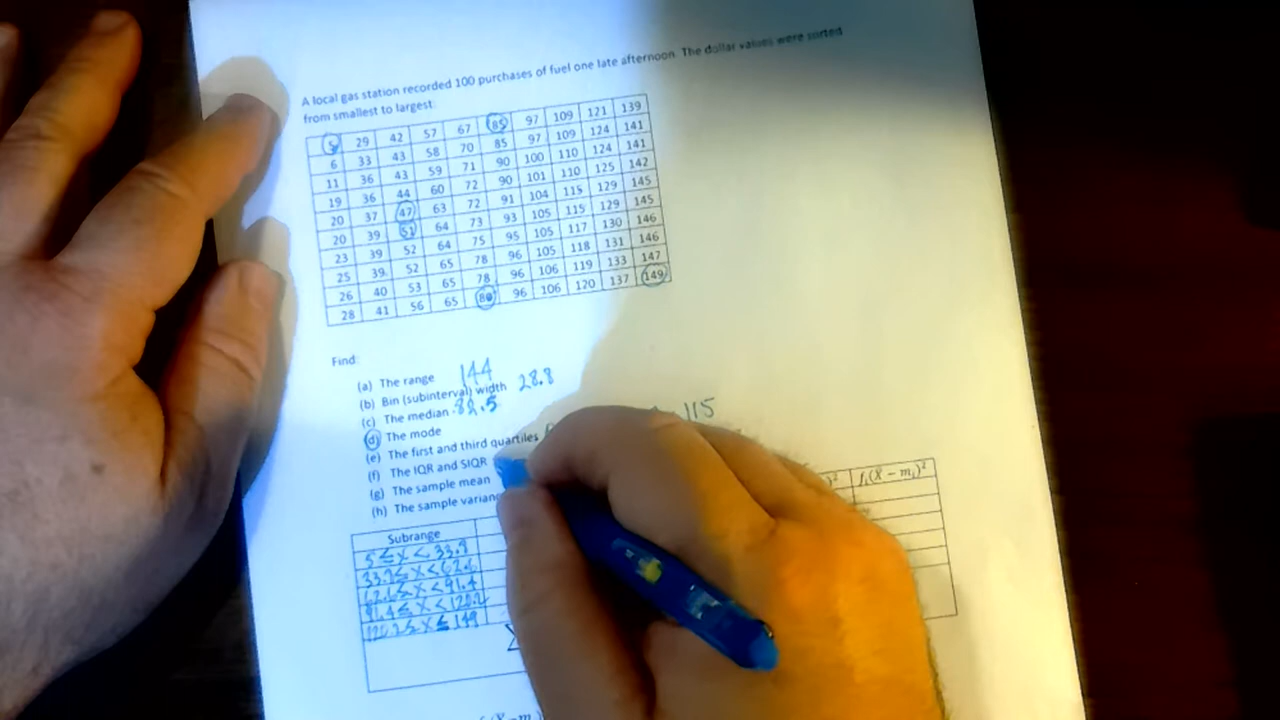 A local gas station recorded 100 purchases of fuel one late afternoon. The dollar values were sorted
from smallest to largest.
5 29 42 57 67 85 97 109 121 139
6 33 43 58 70 85 97 109 124 141
11 36 43 59 71 90 100 110 124 141
19 36 44 60 72 90 101 110 125 142
20 37 47 63 72 91 104 115 129 145
20 39 51 64 73 93 105 115 129 145
23 39 52 64 75 95 105 117 130 146
25 39 52 65 78 96 105 118 131 146
26 40 53 65 78 96 106 119 133 147
28 41 56 65 80 96 106 120 137 149
Find:
(a) The range 144
(b) Bin (subinterval) width 28.8
(c) The median 82.5
(d) The mode
(e) The first and third quartiles 115
(f) The IQR and SIQR
(g) The sample mean
(h) The sample
Subrange f_i(X̄ − m_i)²
5 ≤ X < 33.8
33.8 ≤ X < 62.6
62.6 ≤ X < 91.4
91.4 ≤ X < 120.2
120.2 ≤ X ≤ 149
Σ